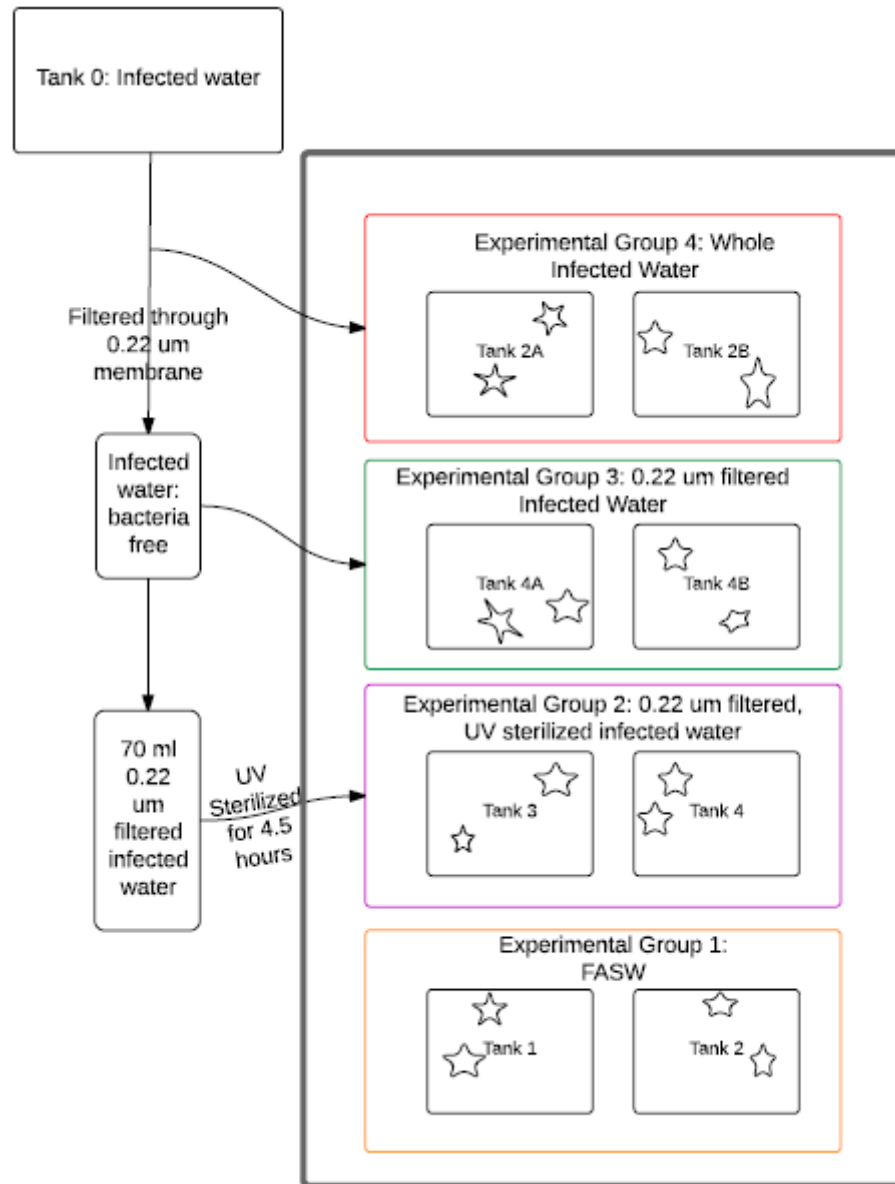 Tank 0: Infected water
Filtered through
0.22 um
membrane
Infected
water:
bacteria
free
70 ml
0.22
um
filtered
infected
water
UV
Sterilized
for 4.5
hours
Experimental Group 4: Whole
Infected Water
Tank 2A
Tank 2B
Experimental Group 3: 0.22 um filtered
Infected Water
Tank 4A
Tank 4B
Experimental Group 2: 0.22 um filtered,
UV sterilized infected water
Tank 3
Tank 4
Experimental Group 1:
FASW
Tank 1
Tank 2